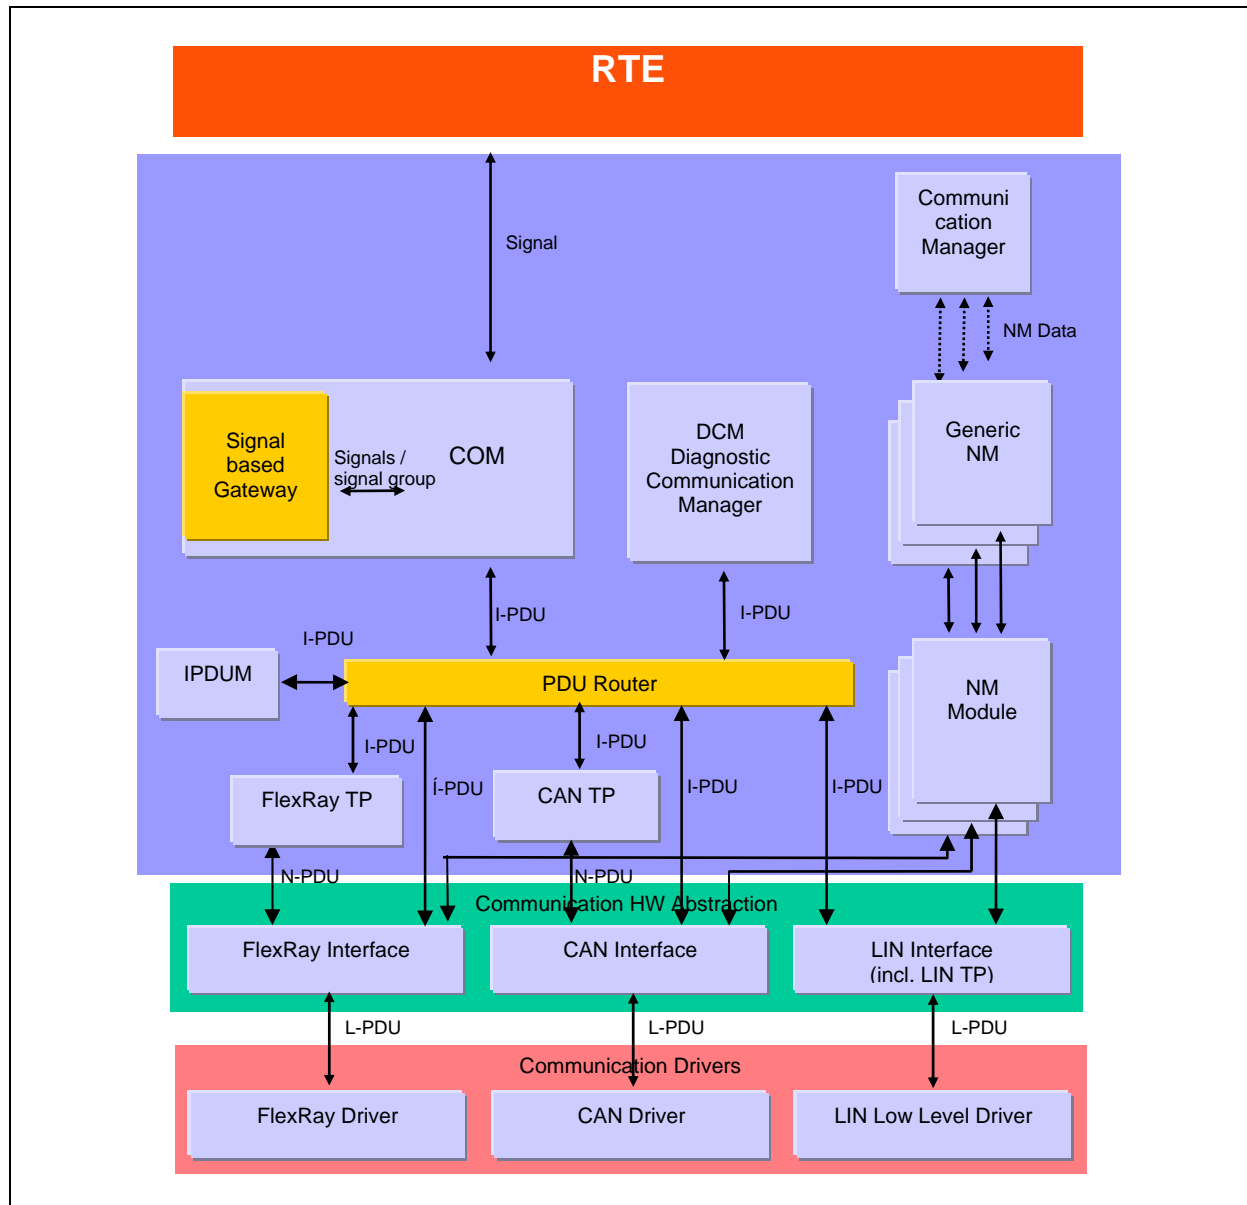 RTE
Signal
Communi
cation
Manager
NM Data
Signal
based
Gateway
Signals /
signal group
COM
DCM
Diagnostic
Communication
Manager
Generic
NM
I-PDU
I-PDU
I-PDU
IPDUM
PDU Router
NM
Module
I-PDU
I-PDU
FlexRay TP
Í-PDU
CAN TP
I-PDU
I-PDU
N-PDU
N-PDU
Communication HW Abstraction
FlexRay Interface
CAN Interface
LIN Interface
(incl. LIN TP)
L-PDU
L-PDU
L-PDU
Communication Drivers
FlexRay Driver
CAN Driver
LIN Low Level Driver